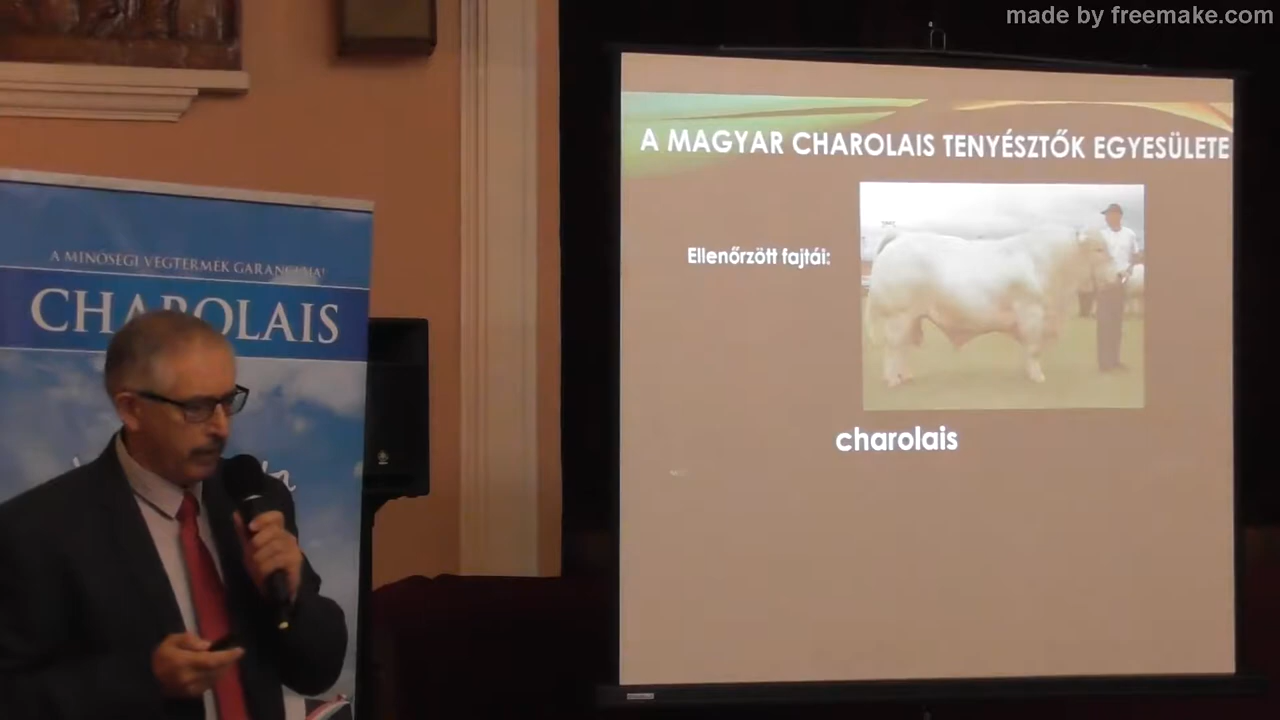 made by freemake.com
A MAGYAR CHAROLAIS TENYÉSZTŐK EGYESÜLETE
Ellenőrzött fajtái:
charolais
A MINŐSÉGI VÉGTERMÉK GARANCIÁJA!
CHAROLAIS